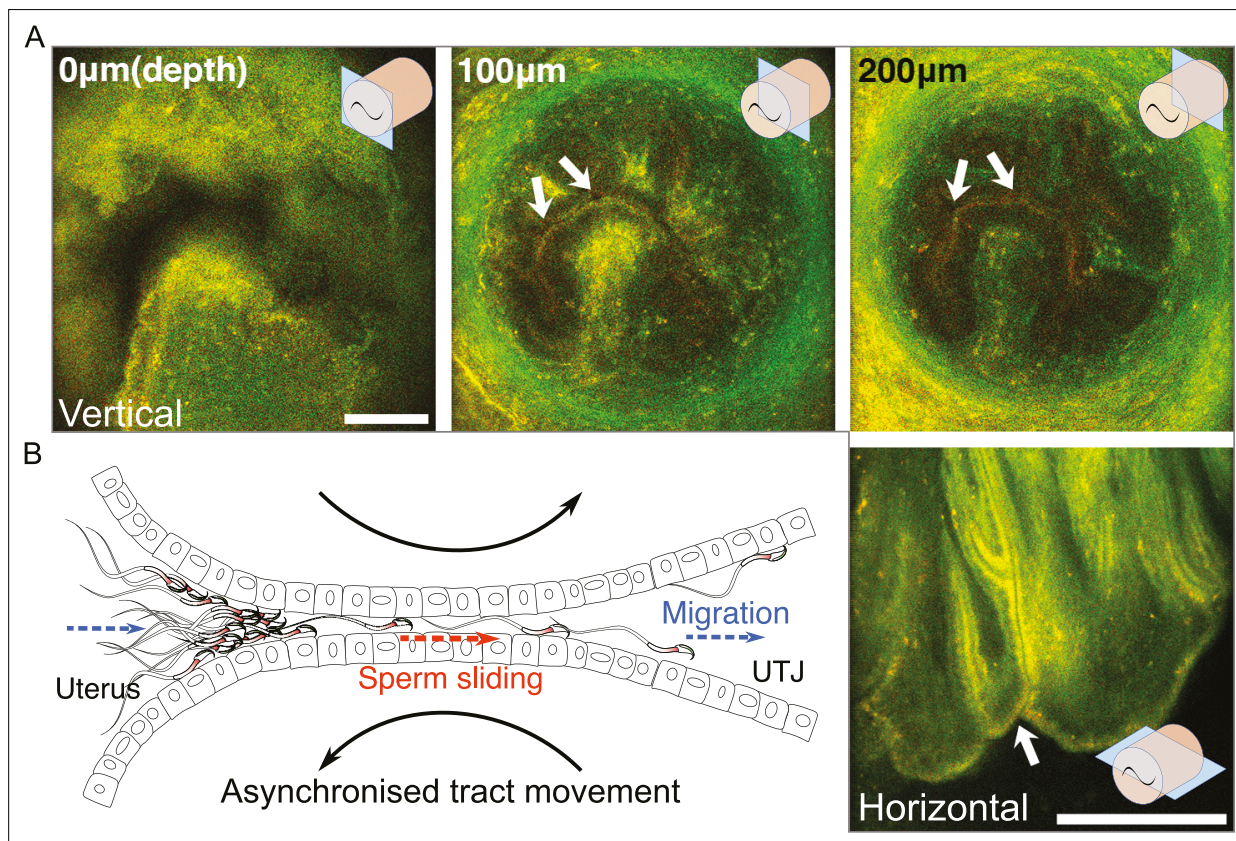 A
0µm(depth)
100µm
200µm
Vertical
B
Migration
Uterus
Sperm sliding
UTJ
Asynchronised tract movement
Horizontal